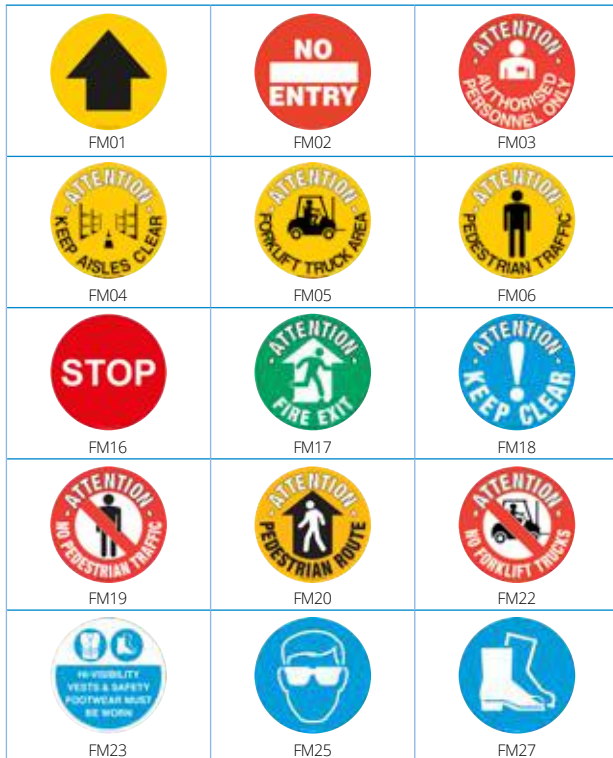 NO
ENTRY
- ATTENTION -
AUTHORISED
PERSONNEL ONLY
FM01
FM02
FM03
- ATTENTION -
KEEP AISLES CLEAR
- ATTENTION -
FORKLIFT TRUCK AREA
- ATTENTION -
PEDESTRIAN TRAFFIC
FM04
FM05
FM06
STOP
- ATTENTION -
FIRE EXIT
- ATTENTION -
KEEP CLEAR
FM16
FM17
FM18
- ATTENTION -
NO PEDESTRIAN TRAFFIC
- ATTENTION -
PEDESTRIAN ROUTE
- ATTENTION -
NO FORKLIFT TRUCKS
FM19
FM20
FM22
HI-VISIBILITY
VESTS & SAFETY
FOOTWEAR MUST
BE WORN
FM23
FM25
FM27